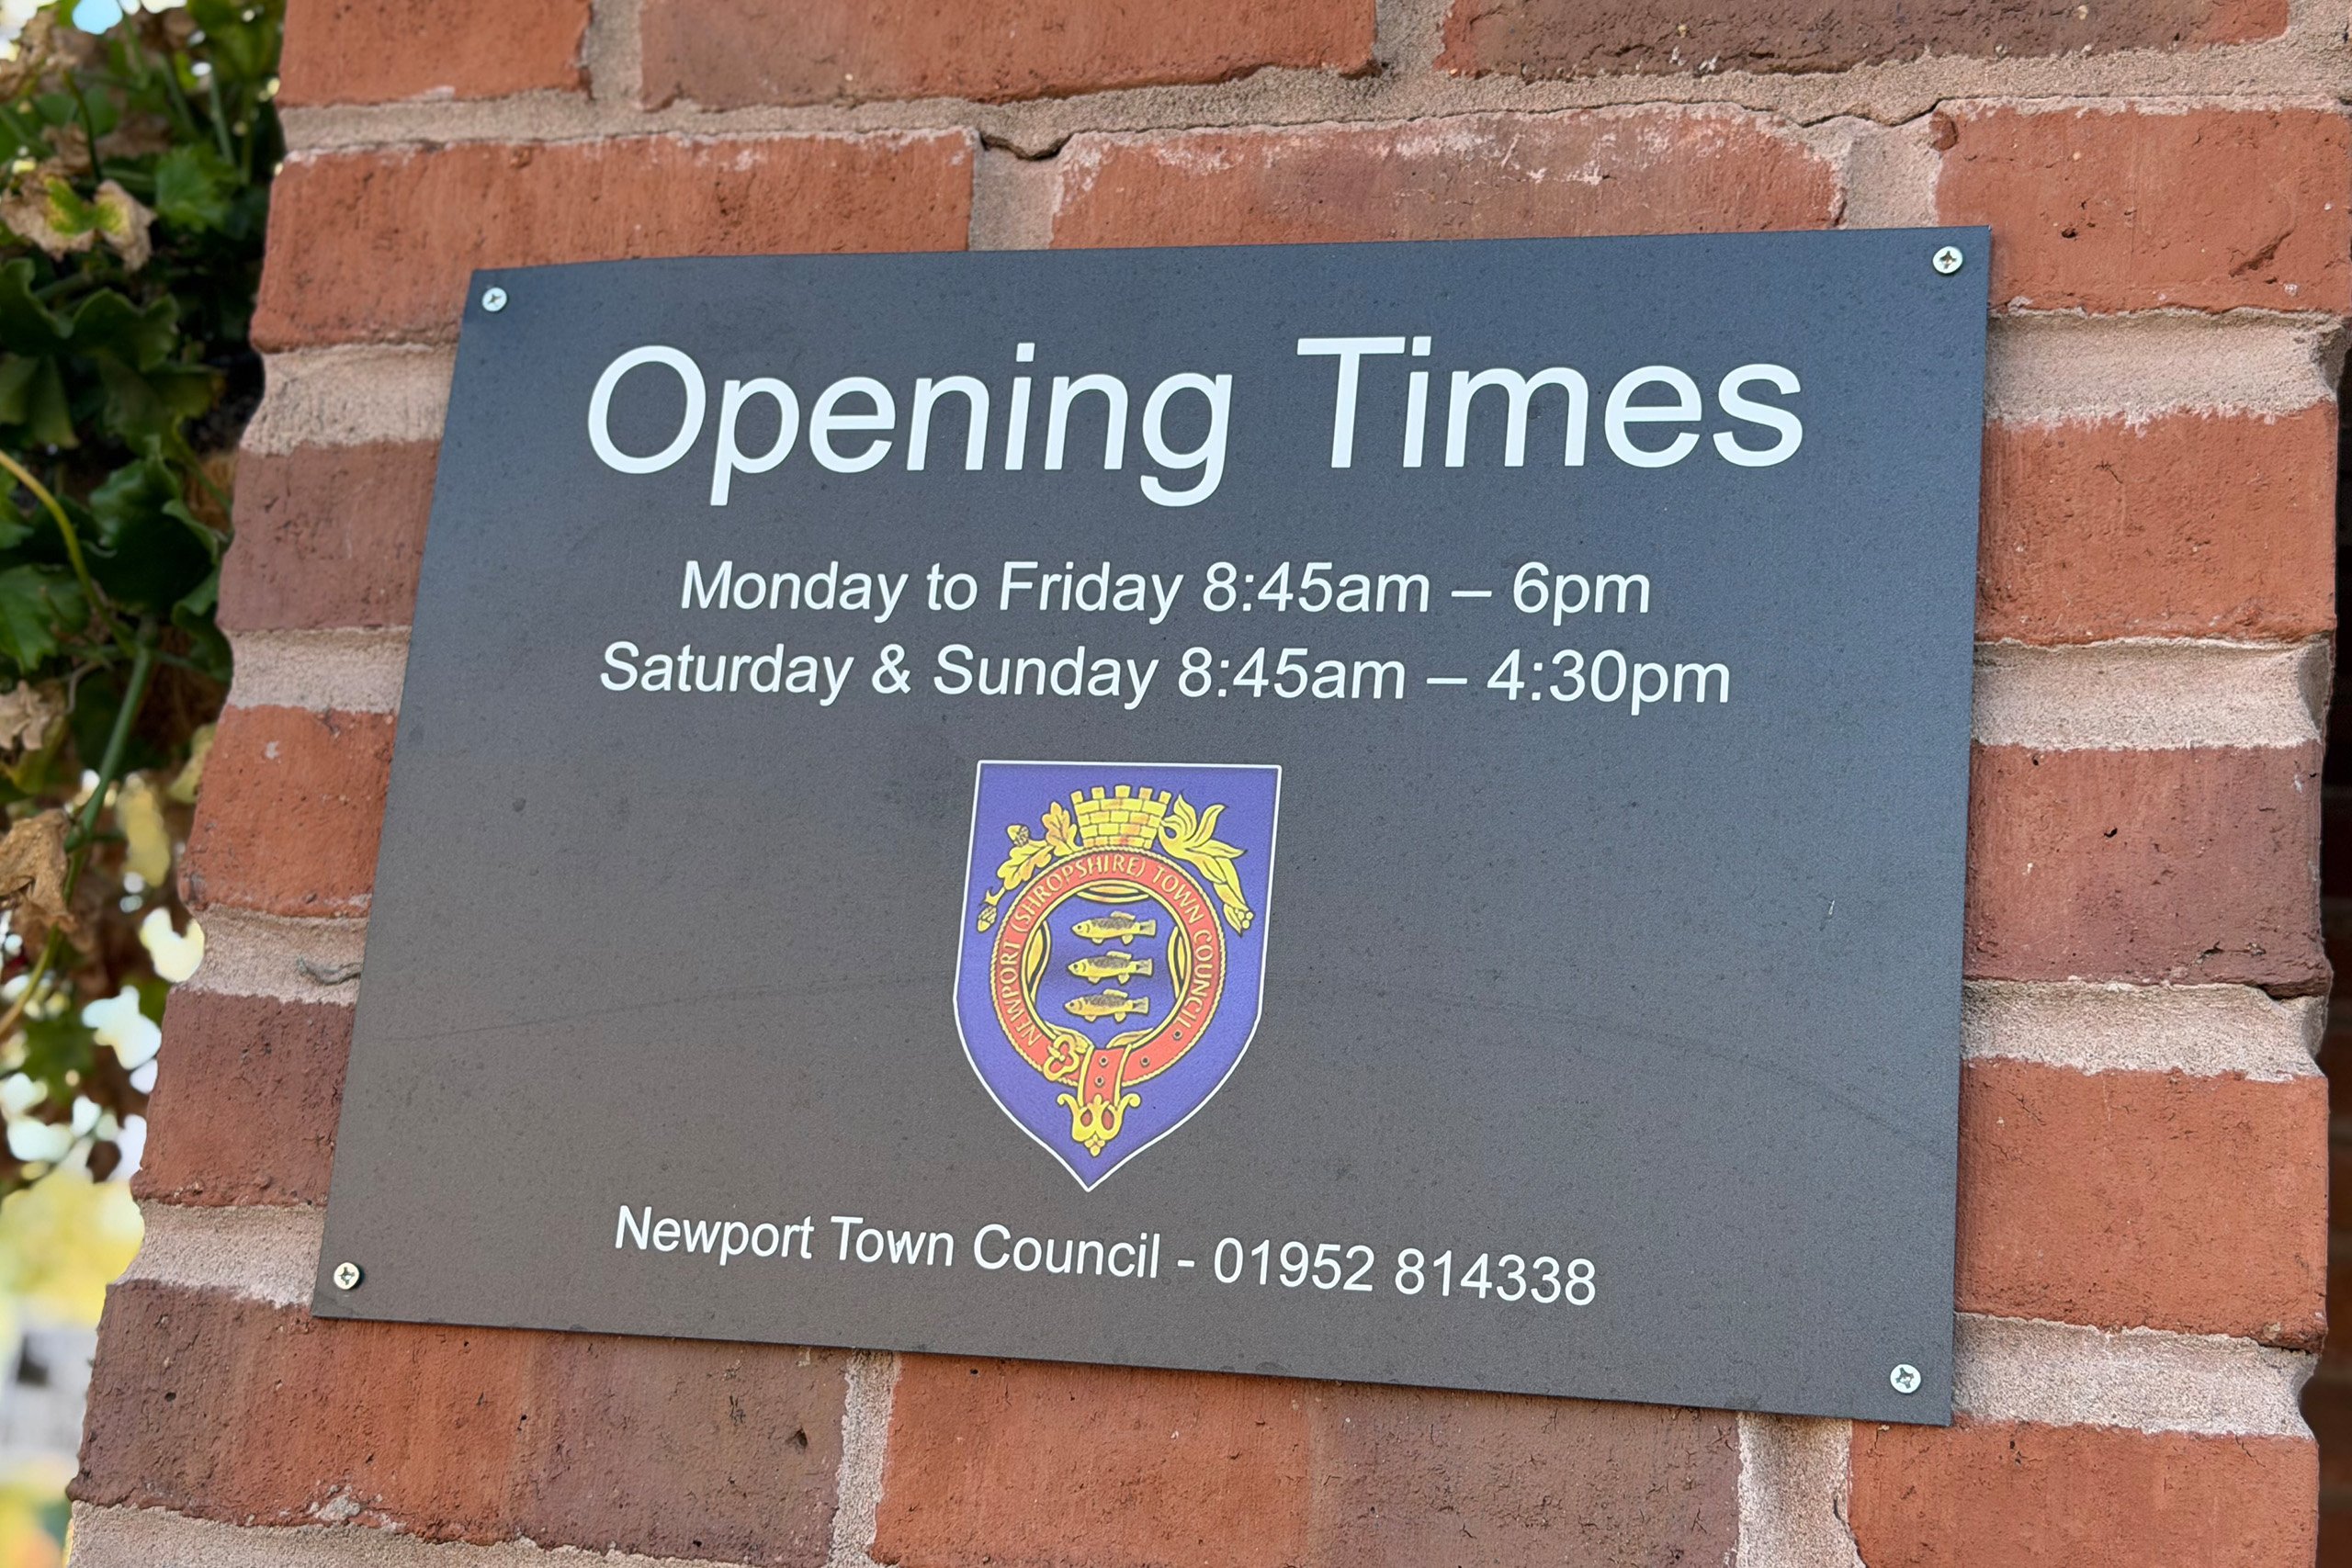 Opening Times
Monday to Friday 8:45am – 6pm
Saturday & Sunday 8:45am – 4:30pm
NEWPORT (SHROPSHIRE) TOWN COUNCIL
Newport Town Council - 01952 814338